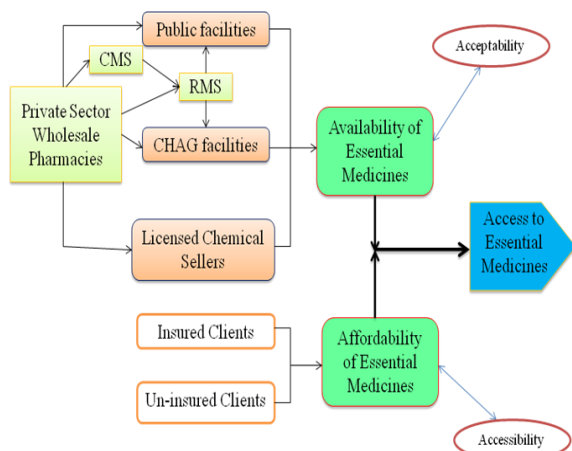 Public facilities
Acceptability
CMS
RMS
Private Sector
Wholesale
Pharmacies
Availability of
Essential
Medicines
CHAG facilities
Access to
Essential
Medicines
Licensed Chemical
Sellers
Insured Clients
Affordability
of Essential
Medicines
Un-insured Clients
Accessibility